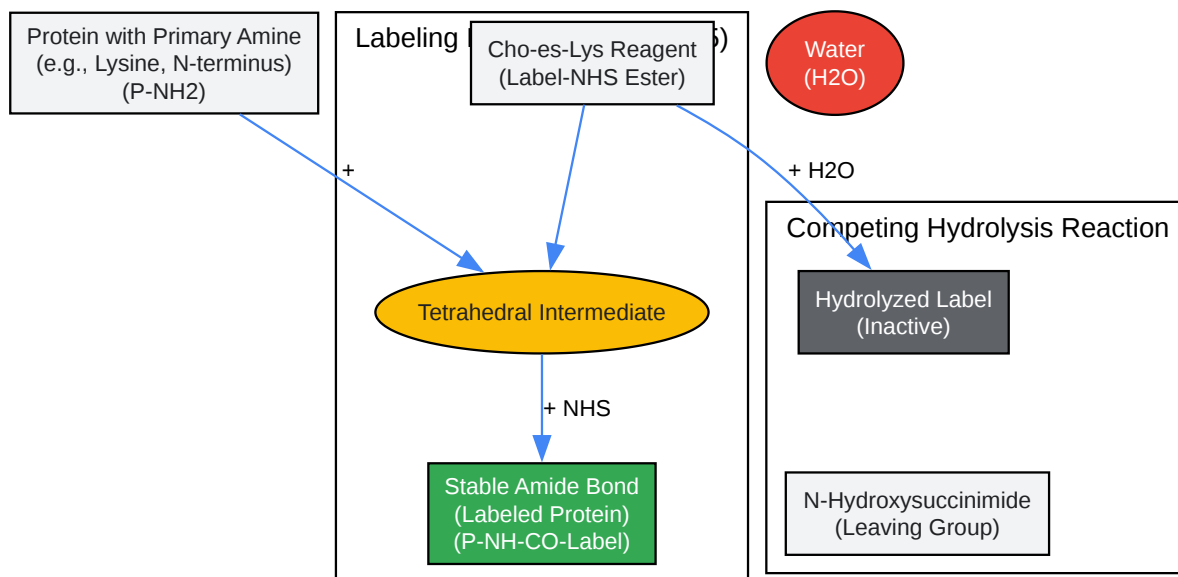 Protein with Primary Amine
(e.g., Lysine, N-terminus)
(P-NH2)
Labeling
5)
Cho-es-Lys Reagent
(Label-NHS Ester)
Water
(H2O)
+
+ H2O
Competing Hydrolysis Reaction
Tetrahedral Intermediate
Hydrolyzed Label
(Inactive)
+ NHS
Stable Amide Bond
(Labeled Protein)
(P-NH-CO-Label)
N-Hydroxysuccinimide
(Leaving Group)